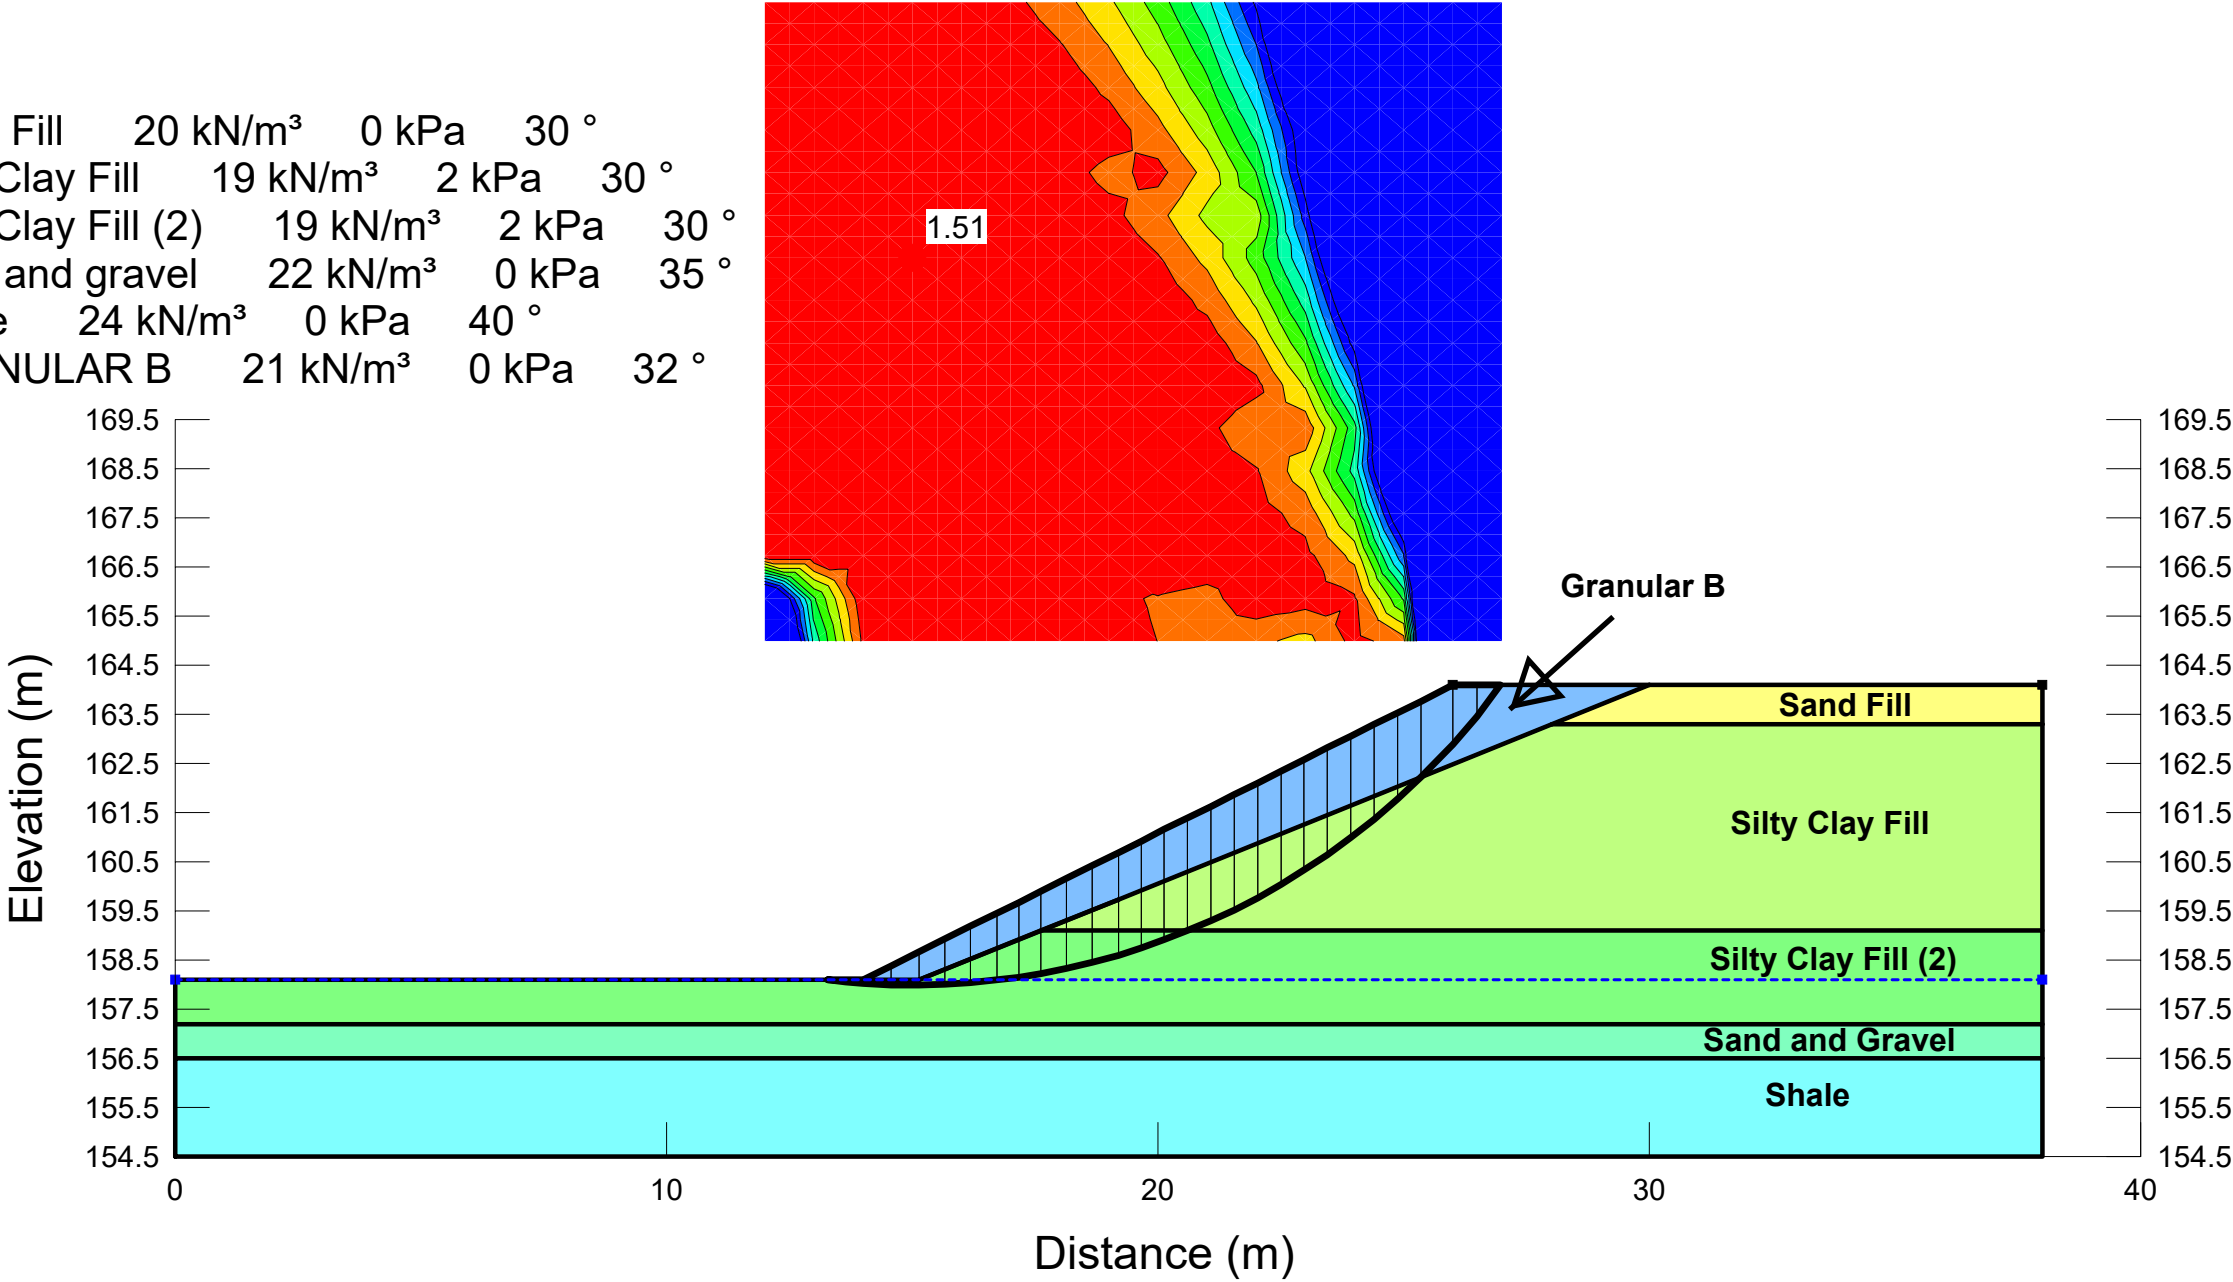 Fill 20 kN/m³ 0 kPa 30 °
Clay Fill 19 kN/m³ 2 kPa 30 °
Clay Fill (2) 19 kN/m³ 2 kPa 30 °
and gravel 22 kN/m³ 0 kPa 35 °
e 24 kN/m³ 0 kPa 40 °
NULAR B 21 kN/m³ 0 kPa 32 °
1.51
169.5 169.5
168.5 168.5
167.5 167.5
166.5 166.5
Granular B
165.5 165.5
164.5 164.5
Sand Fill
163.5 163.5
162.5 162.5
Silty Clay Fill
161.5 161.5
160.5 160.5
159.5 159.5
Silty Clay Fill (2)
158.5 158.5
157.5 157.5
Sand and Gravel
156.5 156.5
Shale
155.5 155.5
154.5 154.5
Elevation (m)
0 10 20 30 40
Distance (m)